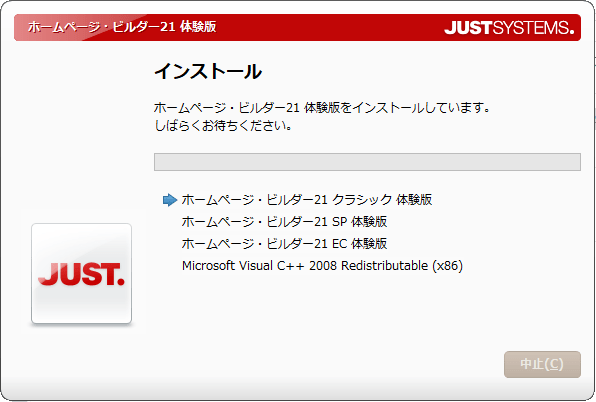 ホームページ・ビルダー21 体験版
JUSTSYSTEMS.
インストール
ホームページ・ビルダー21 体験版をインストールしています。
しばらくお待ちください。
ホームページ・ビルダー21 クラシック 体験版
ホームページ・ビルダー21 SP 体験版
ホームページ・ビルダー21 EC 体験版
Microsoft Visual C++ 2008 Redistributable (x86)
JUST.
中止(C)